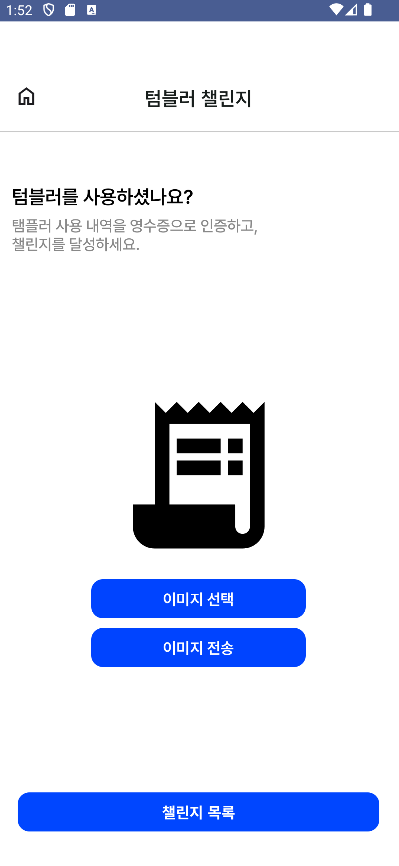 1:52
텀블러 챌린지
텀블러를 사용하셨나요?
탬플러 사용 내역을 영수증으로 인증하고,
챌린지를 달성하세요.
이미지 선택
이미지 전송
챌린지 목록